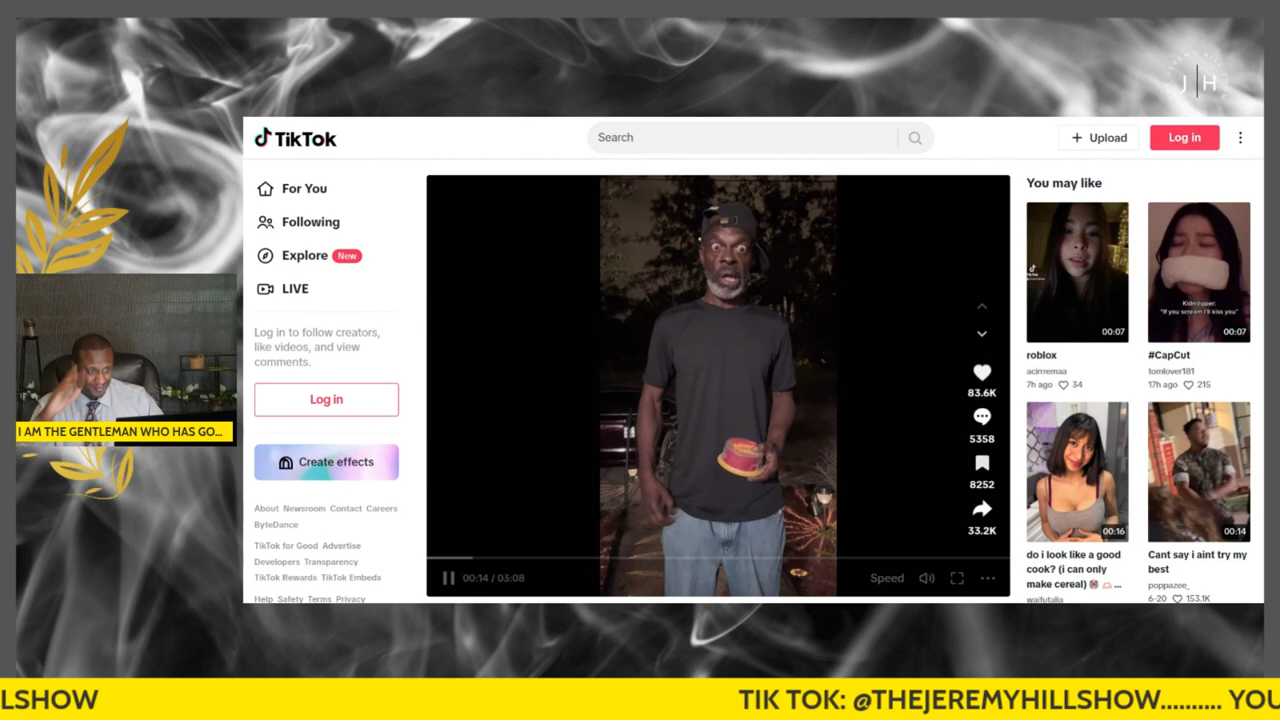 J H
TikTok
Search
Upload
Log in
For You
Following
Explore New
LIVE
Log in to follow creators,
like videos, and view
comments.
Log in
Create effects
About Newsroom Contact Careers
ByteDance
TikTok for Good Advertise
Developers Transparency
TikTok Rewards TikTok Embeds
Help Safety Terms Privacy
I AM THE GENTLEMAN WHO HAS GO...
83.6K
5358
8252
33.2K
00:14 / 03:08
Speed
You may like
TikTok
00:07
roblox
acirrremaa
7h ago 34
Kidn@pper:
"If you scream I'll kiss you"
00:07
#CapCut
tomlover181
17h ago 215
00:16
do i look like a good
cook? (i can only
make cereal) ...
waifutalia
00:14
Cant say i aint try my
best
poppazee_
6-20 153.1K
LLSHOW
TIK TOK: @THEJEREMYHILLSHOW.......... YOU